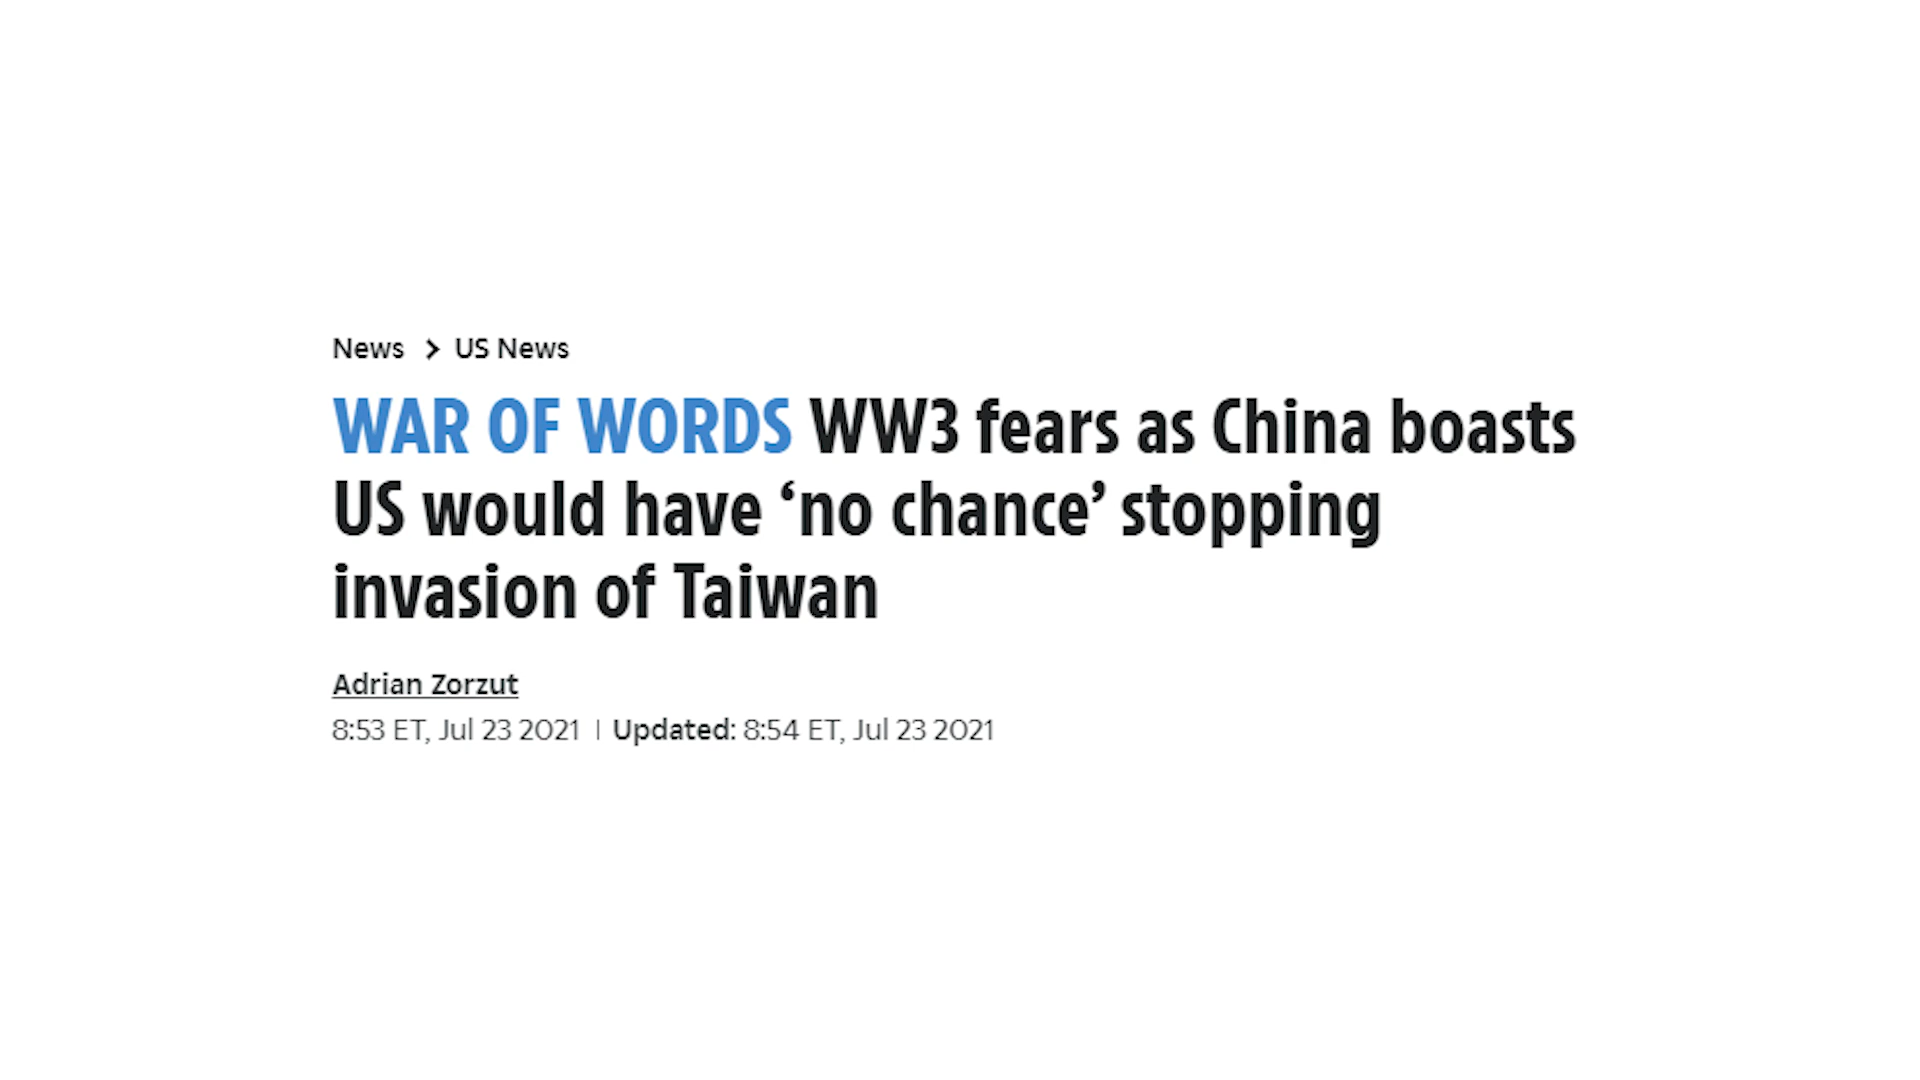 News > US News
WAR OF WORDS WW3 fears as China boasts
US would have ‘no chance’ stopping
invasion of Taiwan
Adrian Zorzut
8:53 ET, Jul 23 2021 | Updated: 8:54 ET, Jul 23 2021